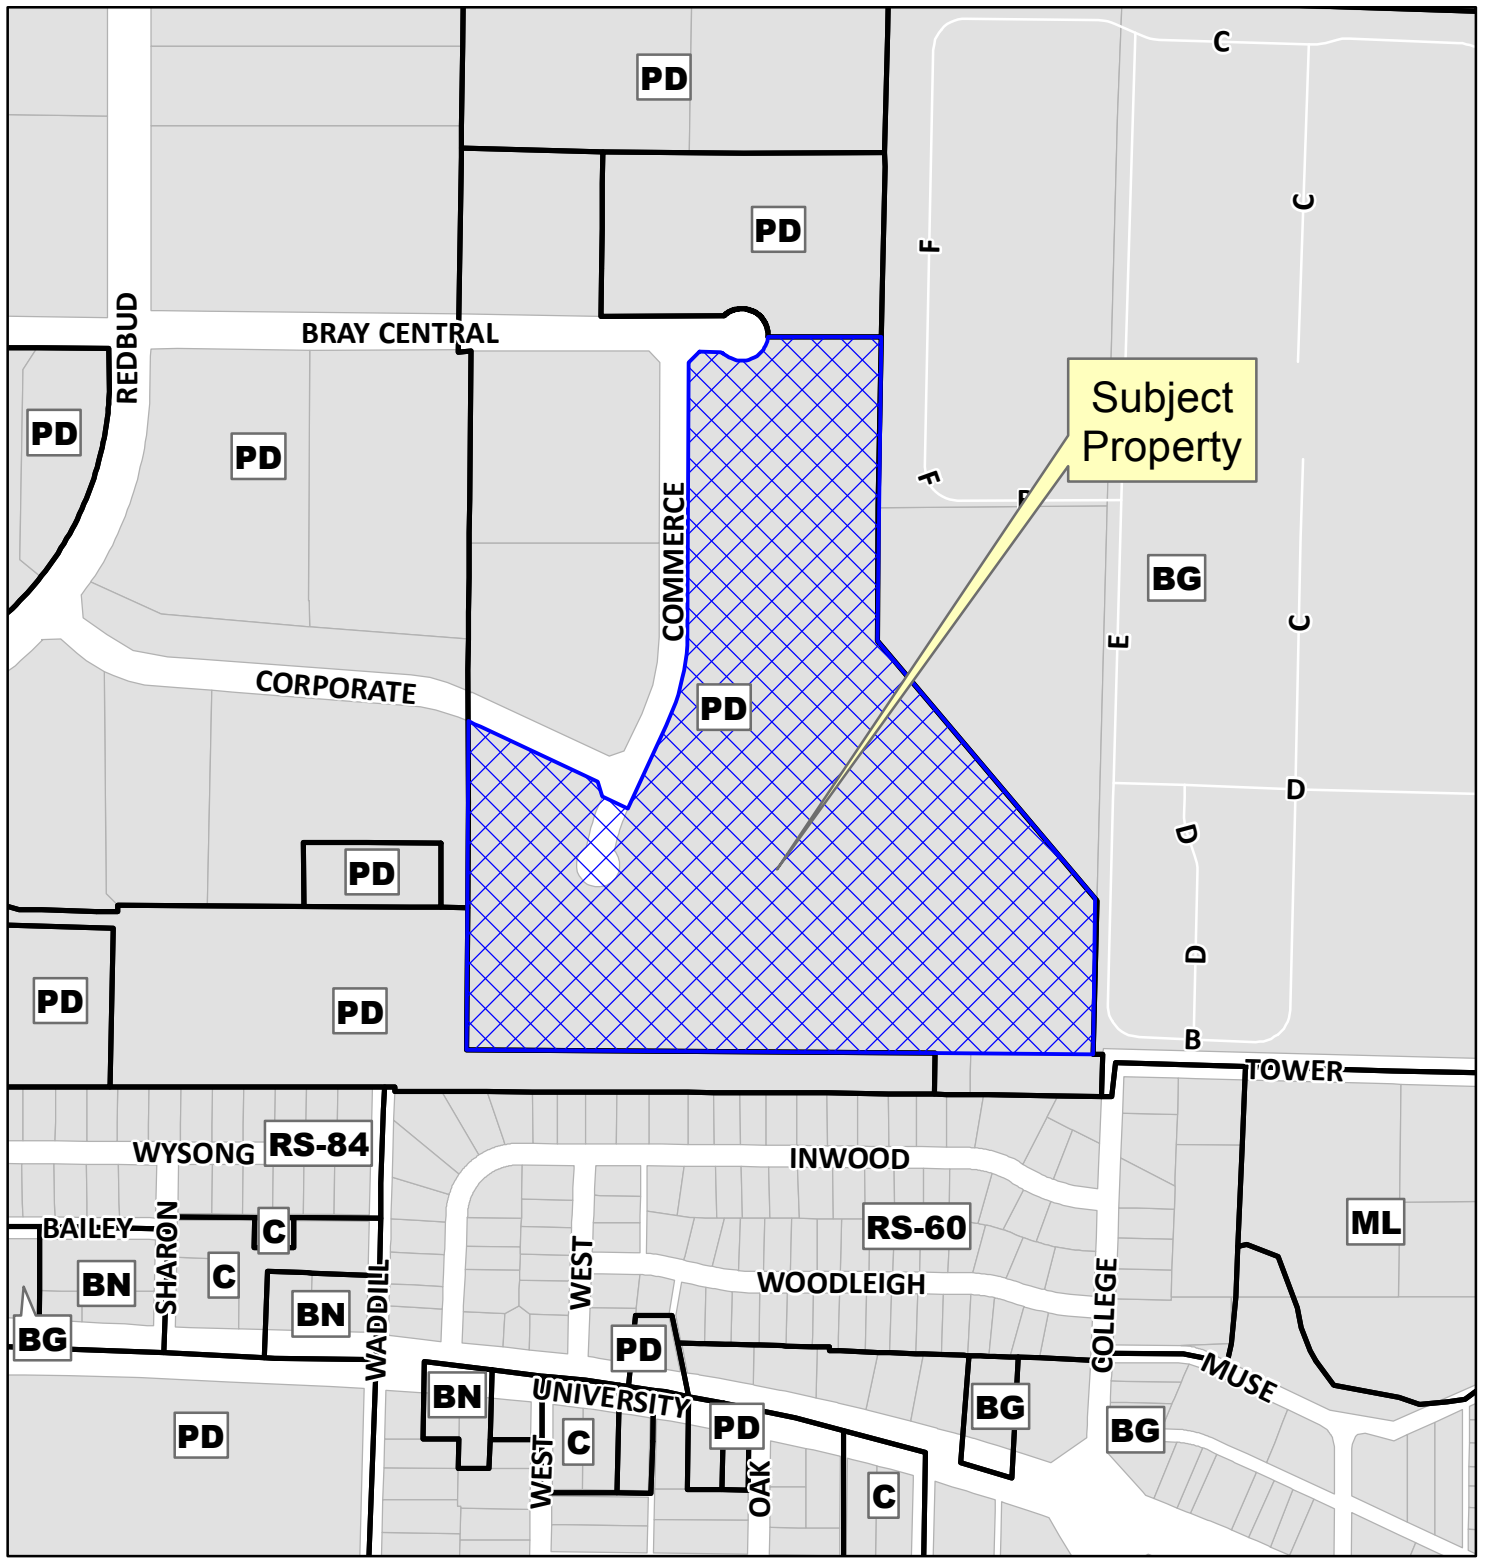 C
PD
C
PD
F
REDBUD
BRAY CENTRAL
Subject
Property
PD
PD
F
COMMERCE
BG
C
E
CORPORATE
PD
D
D
PD
D
PD
PD
B
TOWER
RS-84
WYSONG
INWOOD
BAILEY
SHARON
C
RS-60
ML
BN
C
WEST
WOODLEIGH
BN
WADDILL
COLLEGE
BG
PD
MUSE
BN
UNIVERSITY
BG
PD
PD
C
BG
WEST
OAK
C